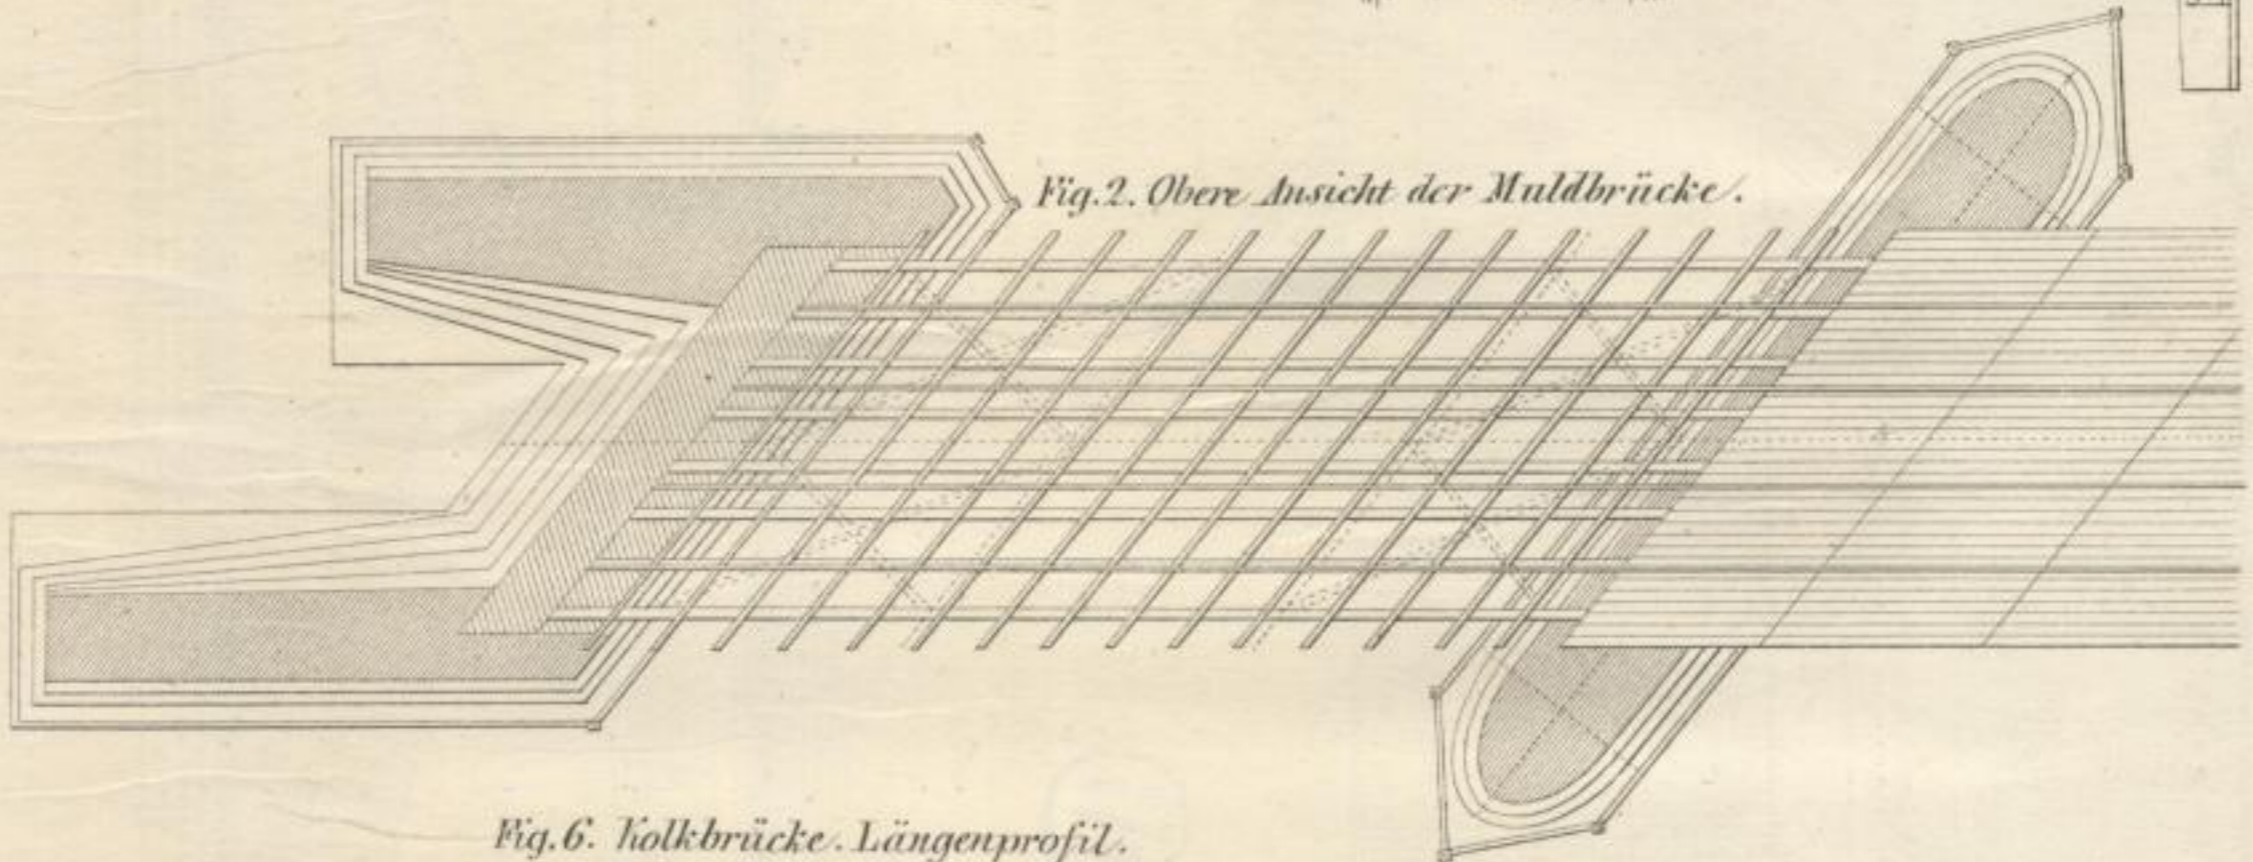 Fig. 2. Obere Ansicht der Muldbrücke.
Fig. 6. Kolkbrücke. Längenprofil.